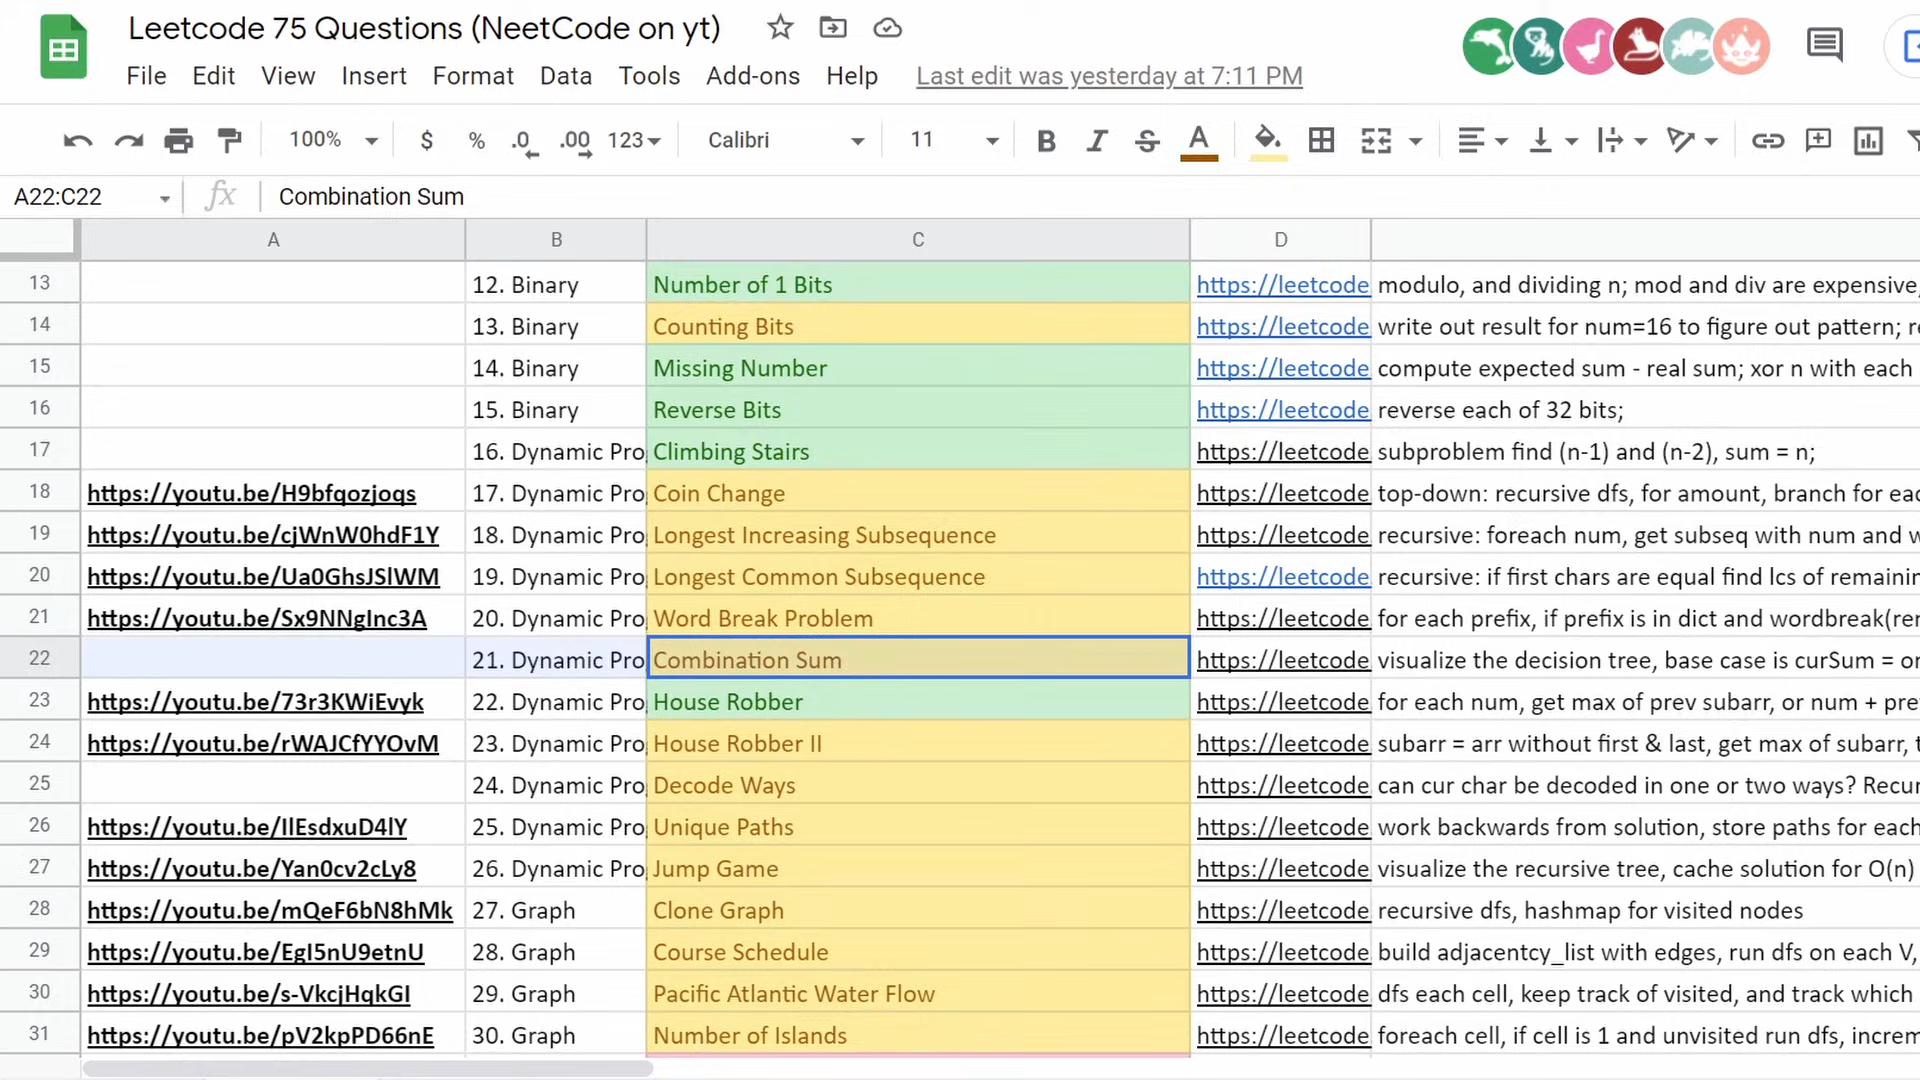 Leetcode 75 Questions (NeetCode on yt)
File Edit View Insert Format Data Tools Add-ons Help Last edit was yesterday at 7:11 PM
100% $ % .0 .00 123 Calibri 11 B I S A
A22:C22 fx Combination Sum
A B C D
13 12. Binary Number of 1 Bits https://leetcode. modulo, and dividing n; mod and div are expensive,
14 13. Binary Counting Bits https://leetcode. write out result for num=16 to figure out pattern; re
15 14. Binary Missing Number https://leetcode. compute expected sum - real sum; xor n with each
16 15. Binary Reverse Bits https://leetcode. reverse each of 32 bits;
17 16. Dynamic Pro Climbing Stairs https://leetcode. subproblem find (n-1) and (n-2), sum = n;
18 https://youtu.be/H9bfqozjoqs 17. Dynamic Pro Coin Change https://leetcode. top-down: recursive dfs, for amount, branch for eac
19 https://youtu.be/cjWnW0hdF1Y 18. Dynamic Pro Longest Increasing Subsequence https://leetcode. recursive: foreach num, get subseq with num and w
20 https://youtu.be/Ua0GhsJSlWM 19. Dynamic Pro Longest Common Subsequence https://leetcode. recursive: if first chars are equal find lcs of remainin
21 https://youtu.be/Sx9NNgInc3A 20. Dynamic Pro Word Break Problem https://leetcode. for each prefix, if prefix is in dict and wordbreak(rem
22 21. Dynamic Pro Combination Sum https://leetcode. visualize the decision tree, base case is curSum = or
23 https://youtu.be/73r3KWiEvyk 22. Dynamic Pro House Robber https://leetcode. for each num, get max of prev subarr, or num + pre
24 https://youtu.be/rWAJCfYYOvM 23. Dynamic Pro House Robber II https://leetcode. subarr = arr without first & last, get max of subarr, t
25 24. Dynamic Pro Decode Ways https://leetcode. can cur char be decoded in one or two ways? Recur
26 https://youtu.be/IlEsdxuD4lY 25. Dynamic Pro Unique Paths https://leetcode. work backwards from solution, store paths for each
27 https://youtu.be/Yan0cv2cLy8 26. Dynamic Pro Jump Game https://leetcode. visualize the recursive tree, cache solution for O(n)
28 https://youtu.be/mQeF6bN8hMk 27. Graph Clone Graph https://leetcode. recursive dfs, hashmap for visited nodes
29 https://youtu.be/EgI5nU9etnU 28. Graph Course Schedule https://leetcode. build adjacentcy_list with edges, run dfs on each V,
30 https://youtu.be/s-VkcjHqkGI 29. Graph Pacific Atlantic Water Flow https://leetcode. dfs each cell, keep track of visited, and track which
31 https://youtu.be/pV2kpPD66nE 30. Graph Number of Islands https://leetcode. foreach cell, if cell is 1 and unvisited run dfs, increm